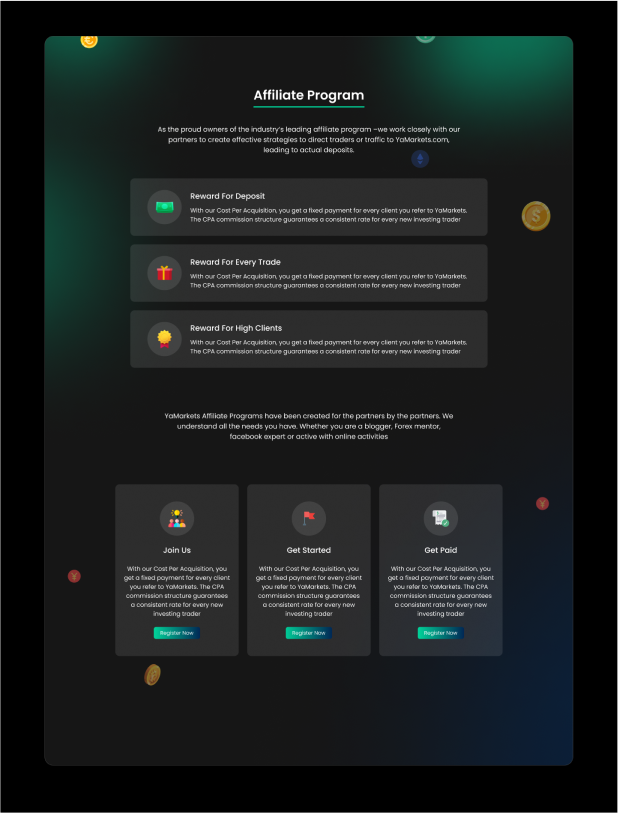 Affiliate Program
As the proud owners of the industry's leading affiliate program –we work closely with our
partners to create effective strategies to direct traders or traffic to YaMarkets.com,
leading to actual deposits.
Reward For Deposit
With our Cost Per Acquisition, you get a fixed payment for every client you refer to YaMarkets.
The CPA commission structure guarantees a consistent rate for every new investing trader
Reward For Every Trade
With our Cost Per Acquisition, you get a fixed payment for every client you refer to YaMarkets.
The CPA commission structure guarantees a consistent rate for every new investing trader
Reward For High Clients
With our Cost Per Acquisition, you get a fixed payment for every client you refer to YaMarkets.
The CPA commission structure guarantees a consistent rate for every new investing trader
YaMarkets Affiliate Programs have been created for the partners by the partners. We
understand all the needs you have. Whether you are a blogger, Forex mentor,
facebook expert or active with online activities
Join Us
With our Cost Per Acquisition, you
get a fixed payment for every client
you refer to YaMarkets. The CPA
commission structure guarantees
a consistent rate for every new
investing trader
Register Now
Get Started
With our Cost Per Acquisition, you
get a fixed payment for every client
you refer to YaMarkets. The CPA
commission structure guarantees
a consistent rate for every new
investing trader
Register Now
Get Paid
With our Cost Per Acquisition, you
get a fixed payment for every client
you refer to YaMarkets. The CPA
commission structure guarantees
a consistent rate for every new
investing trader
Register Now